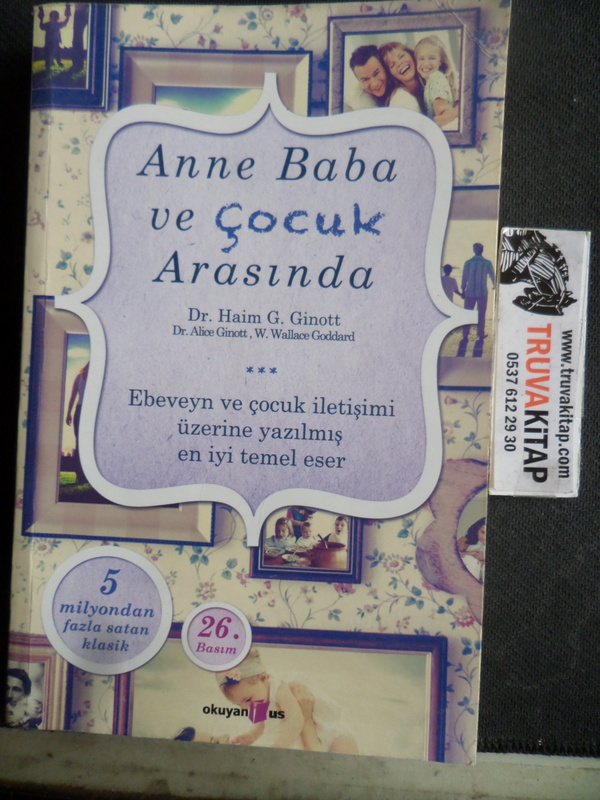 Anne Baba
ve Çocuk
Arasında
Dr. Haim G. Ginott
Dr. Alice Ginott , W. Wallace Goddard
***
Ebeveyn ve çocuk iletişimi
üzerine yazılmış
en iyi temel eser
5
milyondan
fazla satan
klasik
26.
Basım
okuyan us
www.truvakitap.com
TRUVAKİTAP
0537 612 29 30